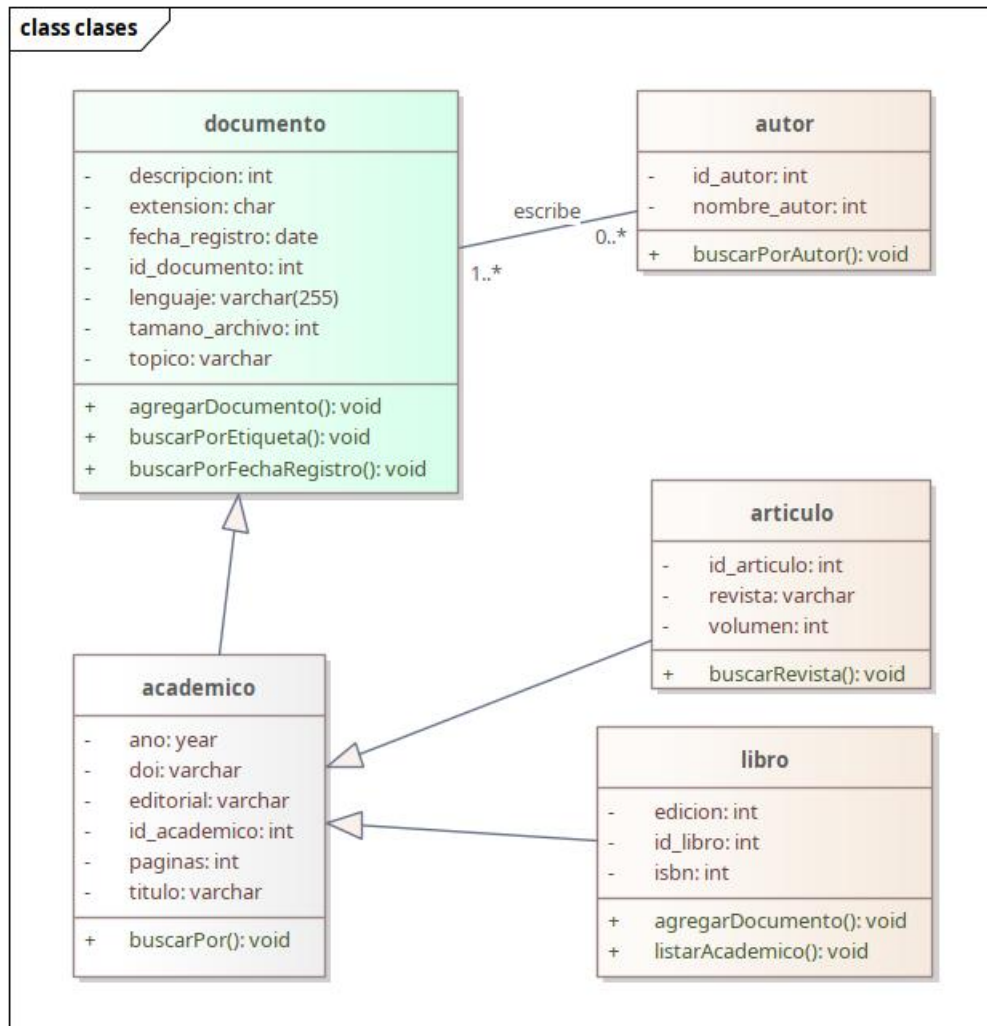 class clases
documento
- descripcion: int
- extension: char
- fecha_registro: date
- id_documento: int
- lenguaje: varchar(255)
- tamano_archivo: int
- topico: varchar
+ agregarDocumento(): void
+ buscarPorEtiqueta(): void
+ buscarPorFechaRegistro(): void
autor
- id_autor: int
- nombre_autor: int
+ buscarPorAutor(): void
escribe
0..*
1..*
articulo
- id_articulo: int
- revista: varchar
- volumen: int
+ buscarRevista(): void
academico
- ano: year
- doi: varchar
- editorial: varchar
- id_academico: int
- paginas: int
- titulo: varchar
+ buscarPor(): void
libro
- edicion: int
- id_libro: int
- isbn: int
+ agregarDocumento(): void
+ listarAcademico(): void